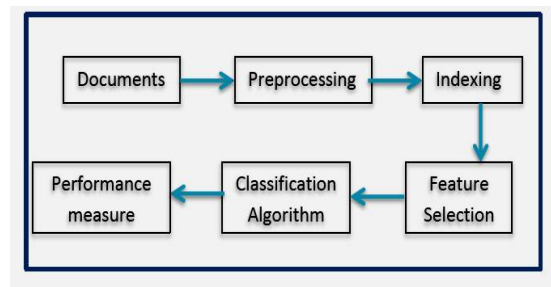 Documents
Preprocessing
Indexing
Feature
Selection
Classification
Algorithm
Performance
measure